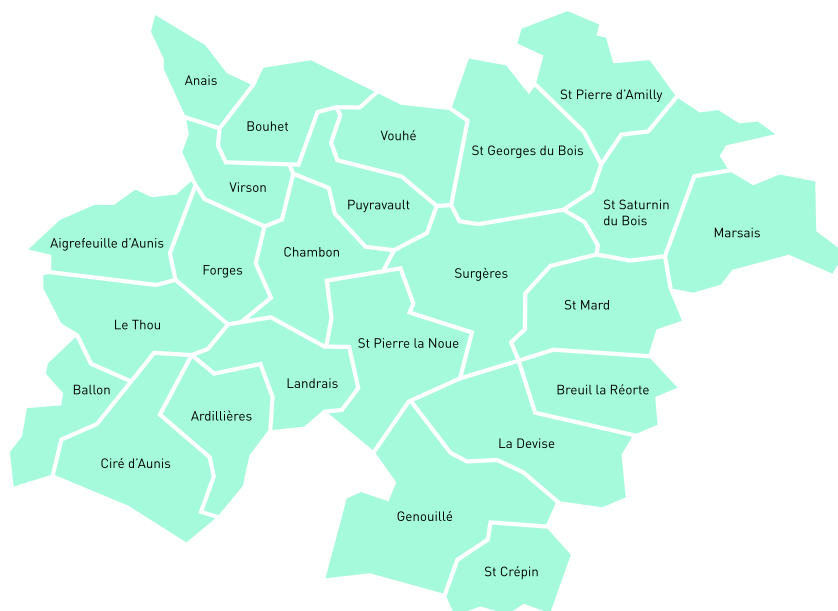 Anais
St Pierre d’Amilly
Bouhet
Vouhé
St Georges du Bois
Virson
Puyravault
St Saturnin
du Bois
Marsais
Aigrefeuille d’Aunis
Chambon
Forges
Surgères
St Mard
Le Thou
St Pierre la Noue
Landrais
Ballon
Breuil la Réorte
Ardillières
La Devise
Ciré d’Aunis
Genouillé
St Crépin